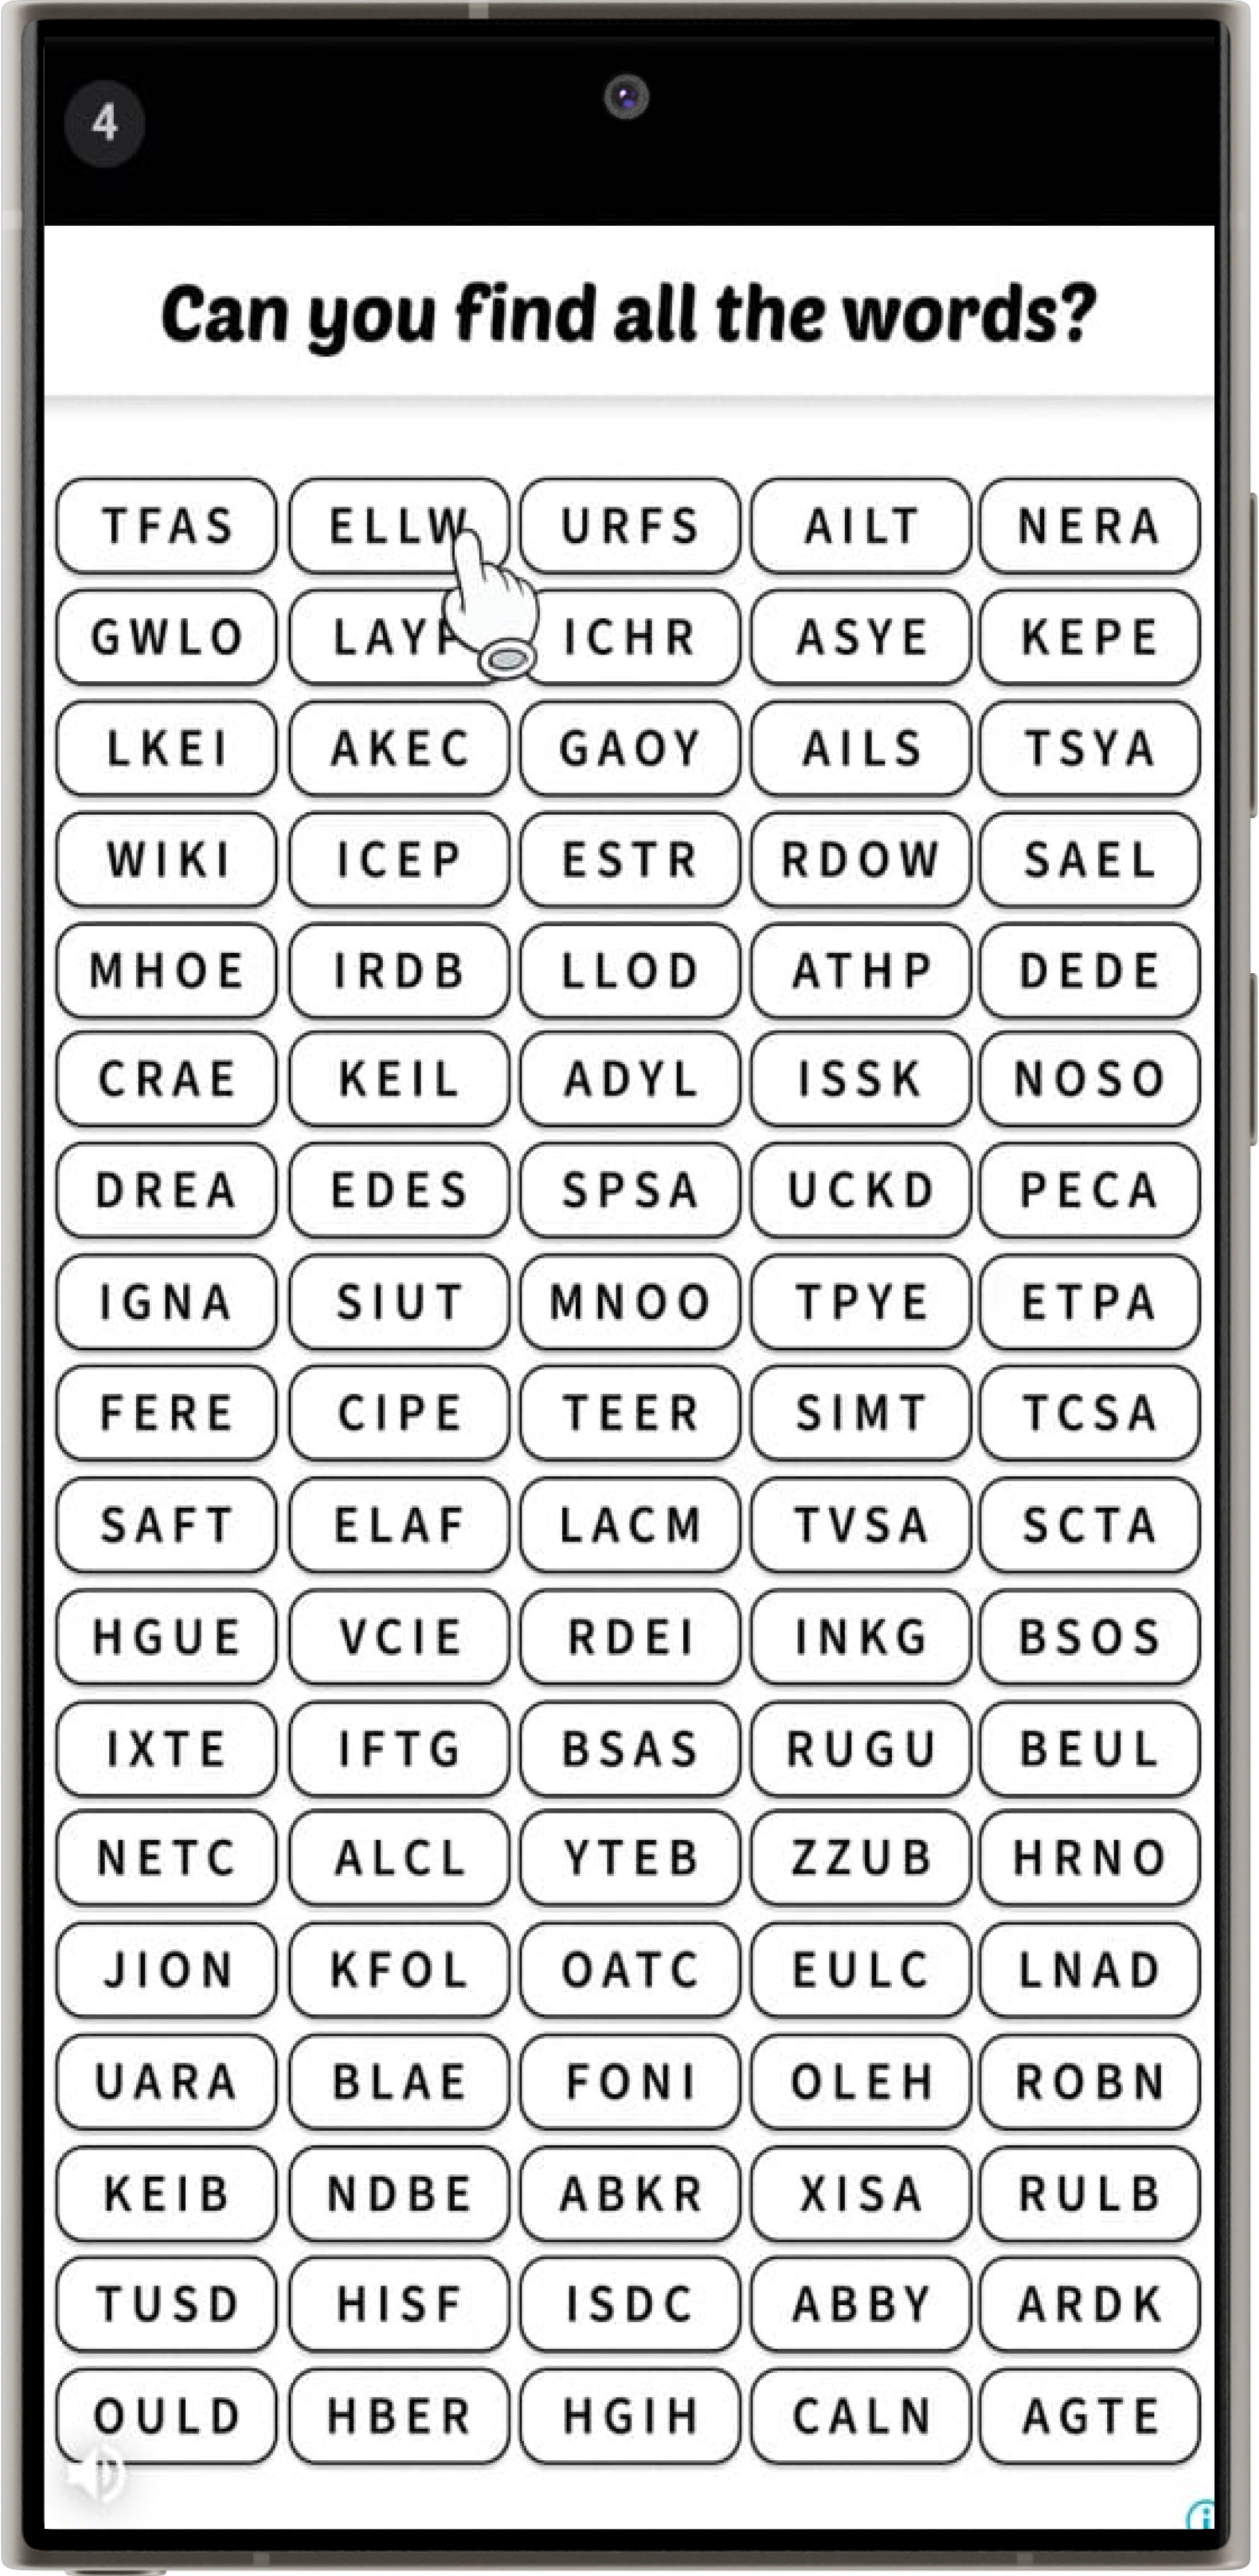 4
Can you find all the words?
TFAS ELLW URFS AILT NERA
GWLO LAYP ICHR ASYE KEPE
LKEI AKEC GAOY AILS TSYA
WIKI ICEP ESTR RDOW SAEL
MHOE IRDB LLOD ATHP DEDE
CRAE KEIL ADYL ISSK NOSO
DREA EDES SPSA UCKD PECA
IGNA SIUT MNOO TPYE ETPA
FERE CIPE TEER SIMT TCSA
SAFT ELAF LACM TVSA SCTA
HGUE VCIE RDEI INKG BSOS
IXTE IFTG BSAS RUGU BEUL
NETC ALCL YTEB ZZUB HRNO
JION KFOL OATC EULC LNAD
UARA BLAE FONI OLEH ROBN
KEIB NDBE ABKR XISA RULB
TUSD HISF ISDC ABBY ARDK
OULD HBER HGIH CALN AGTE